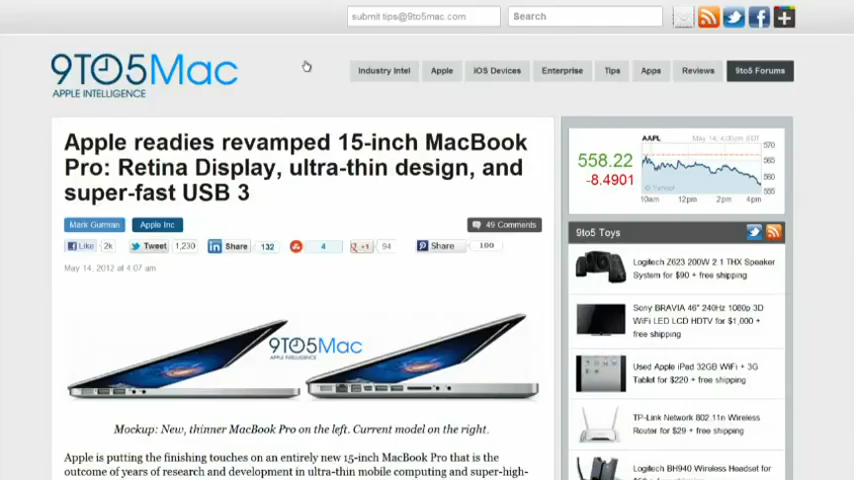 submit tips@9to5mac.com
Search
9TO5Mac
APPLE INTELLIGENCE
Industry Intel
Apple
iOS Devices
Enterprise
Tips
Apps
Reviews
9to5 Forums
Apple readies revamped 15-inch MacBook
Pro: Retina Display, ultra-thin design, and
super-fast USB 3
Mark Gurman
Apple Inc
49 Comments
Like 2k
Tweet 1,230
Share 132
4
+1 94
Share 100
May 14, 2012 at 4:07 am
9TO5Mac
APPLE INTELLIGENCE
Mockup: New, thinner MacBook Pro on the left. Current model on the right.
Apple is putting the finishing touches on an entirely new 15-inch MacBook Pro that is the
outcome of years of research and development in ultra-thin mobile computing and super-high-
AAPL
May 14, 4:00pm EDT
558.22
-8.4901
570
565
560
555
© Yahoo!
10am 12pm 2pm 4pm
9to5 Toys
Logitech Z623 200W 2.1 THX Speaker
System for $90 + free shipping
Sony BRAVIA 46" 240Hz 1080p 3D
WiFi LED LCD HDTV for $1,000 +
free shipping
Used Apple iPad 32GB WiFi + 3G
Tablet for $220 + free shipping
TP-Link Network 802.11n Wireless
Router for $29 + free shipping
Logitech BH940 Wireless Headset for